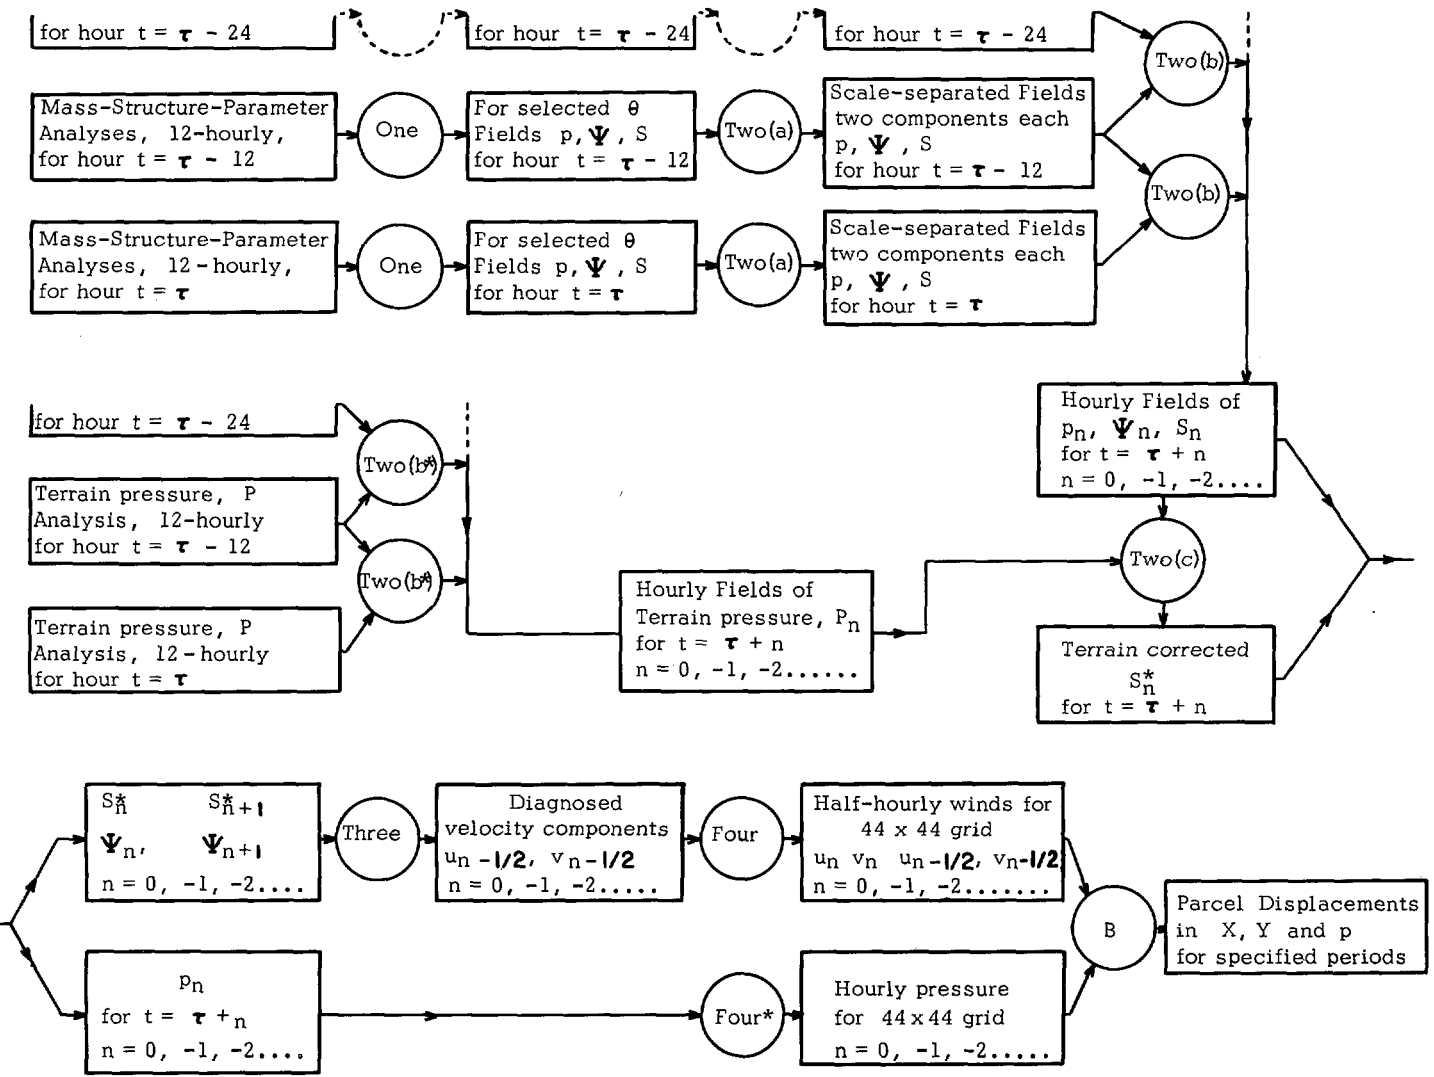 for hour t = τ - 24
for hour t = τ - 24
for hour t = τ - 24
Two(b)
Mass-Structure-Parameter
Analyses, 12-hourly,
for hour t = τ - 12
One
For selected θ
Fields p, Ψ, S
for hour t = τ - 12
Two(a)
Scale-separated Fields
two components each
p, Ψ, S
for hour t = τ - 12
Two(b)
Mass-Structure-Parameter
Analyses, 12-hourly,
for hour t = τ
One
For selected θ
Fields p, Ψ, S
for hour t = τ
Two(a)
Scale-separated Fields
two components each
p, Ψ, S
for hour t = τ
Hourly Fields of
pn, Ψn, Sn
for t = τ + n
n = 0, -1, -2....
for hour t = τ - 24
Two(b*)
Terrain pressure, P
Analysis, 12-hourly
for hour t = τ - 12
Two(b*)
Terrain pressure, P
Analysis, 12-hourly
for hour t = τ
Hourly Fields of
Terrain pressure, Pn
for t = τ + n
n = 0, -1, -2......
Two(c)
Terrain corrected
S*n
for t = τ + n
S*n S*n+1
Ψn, Ψn+1
n = 0, -1, -2....
Three
Diagnosed
velocity components
un-1/2, vn-1/2
n = 0, -1, -2.....
Four
Half-hourly winds for
44 x 44 grid
un vn un-1/2, vn-1/2
n = 0, -1, -2.......
B
Parcel Displacements
in X, Y and p
for specified periods
pn
for t = τ +n
n = 0, -1, -2....
Four*
Hourly pressure
for 44x44 grid
n = 0, -1, -2.....